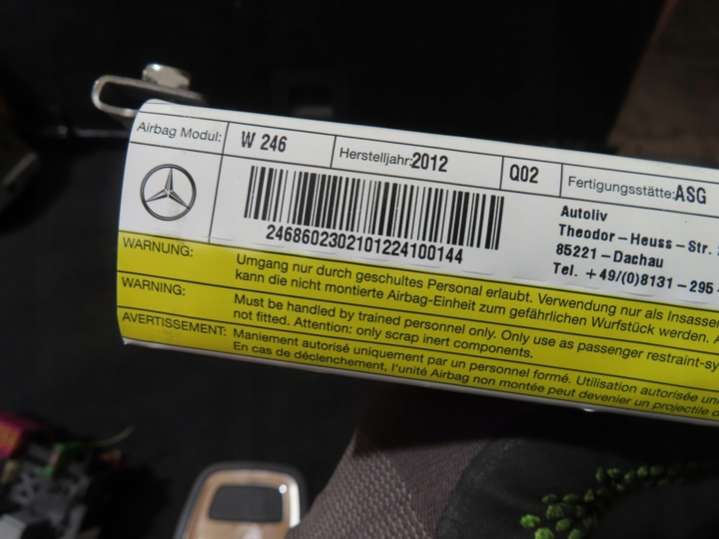 Airbag Modul: W 246 Herstelljahr: 2012 Q02 Fertigungsstätte: ASG
24686023021012241001​44
Autoliv
Theodor-Heuss-Str.
85221-Dachau
Tel. +49/(0)8131-295-
WARNUNG: Umgang nur durch geschultes Personal erlaubt. Verwendung nur als Insassen
kann die nicht montierte Airbag-Einheit zum gefährlichen Wurfstück werden. A
WARNING: Must be handled by trained personnel only. Only use as passenger restraint-sy
not fitted. Attention: only scrap inert components.
AVERTISSEMENT: Maniement autorisé uniquement par un personnel formé. Utilisation autorisée un
En cas de déclenchement, l'unité Airbag non montée peut devenir un projectile d